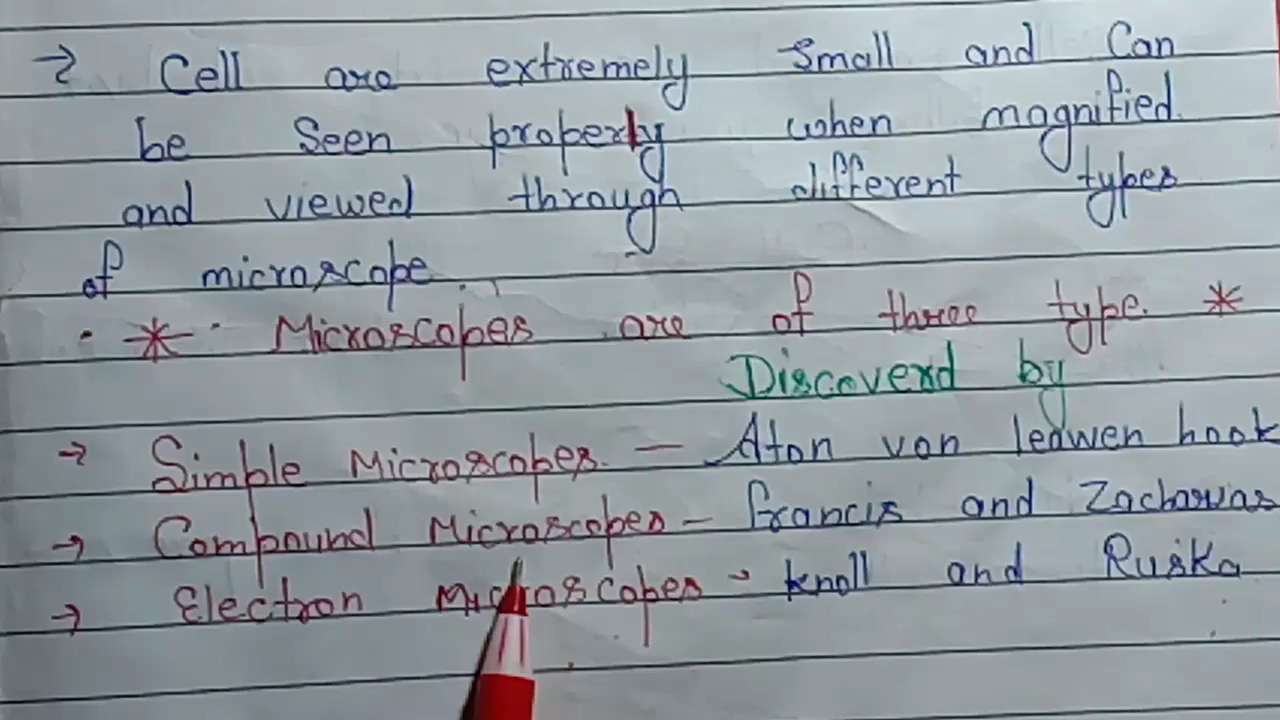 → Cell are extremely small and Can
be Seen properly when magnified.
and viewed through different types
of microscope.
* Microscopes are of three type. *
Discoverd by
→ Simple Microscopes. — Aton von leawen hook
→ Compound Microscopes - francis and Zacharias
→ Electron Microscopes - knoll and Ruska